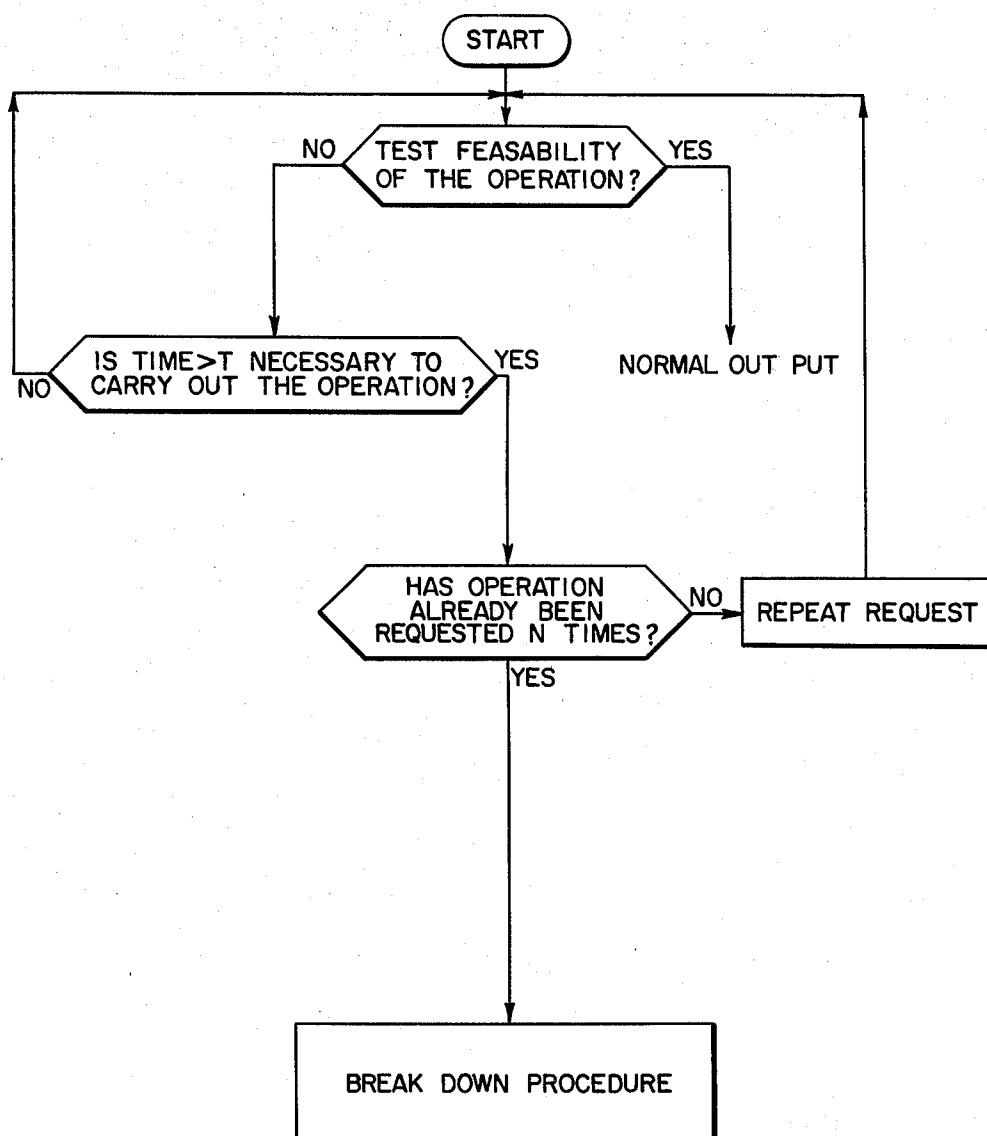 START
NO
TEST FEASABILITY
OF THE OPERATION?
YES
IS TIME>T NECESSARY TO
CARRY OUT THE OPERATION?
NO
YES
NORMAL OUT PUT
HAS OPERATION
ALREADY BEEN
REQUESTED N TIMES?
NO
REPEAT REQUEST
YES
BREAK DOWN PROCEDURE